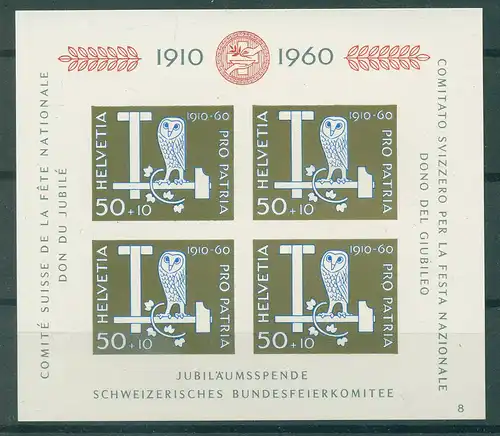 1910 1960
COMITÉ SUISSE DE LA FÊTE NATIONALE
DON DU JUBILÉ
HELVETIA
1910-60
PRO PATRIA
50+10
HELVETIA
1910-60
PRO PATRIA
50+10
HELVETIA
1910-60
PRO PATRIA
50+10
HELVETIA
1910-60
PRO PATRIA
50+10
COMITATO SVIZZERO PER LA FESTA NAZIONALE
DONO DEL GIUBILEO
JUBILÄUMSSPENDE
SCHWEIZERISCHES BUNDESFEIERKOMITEE
8